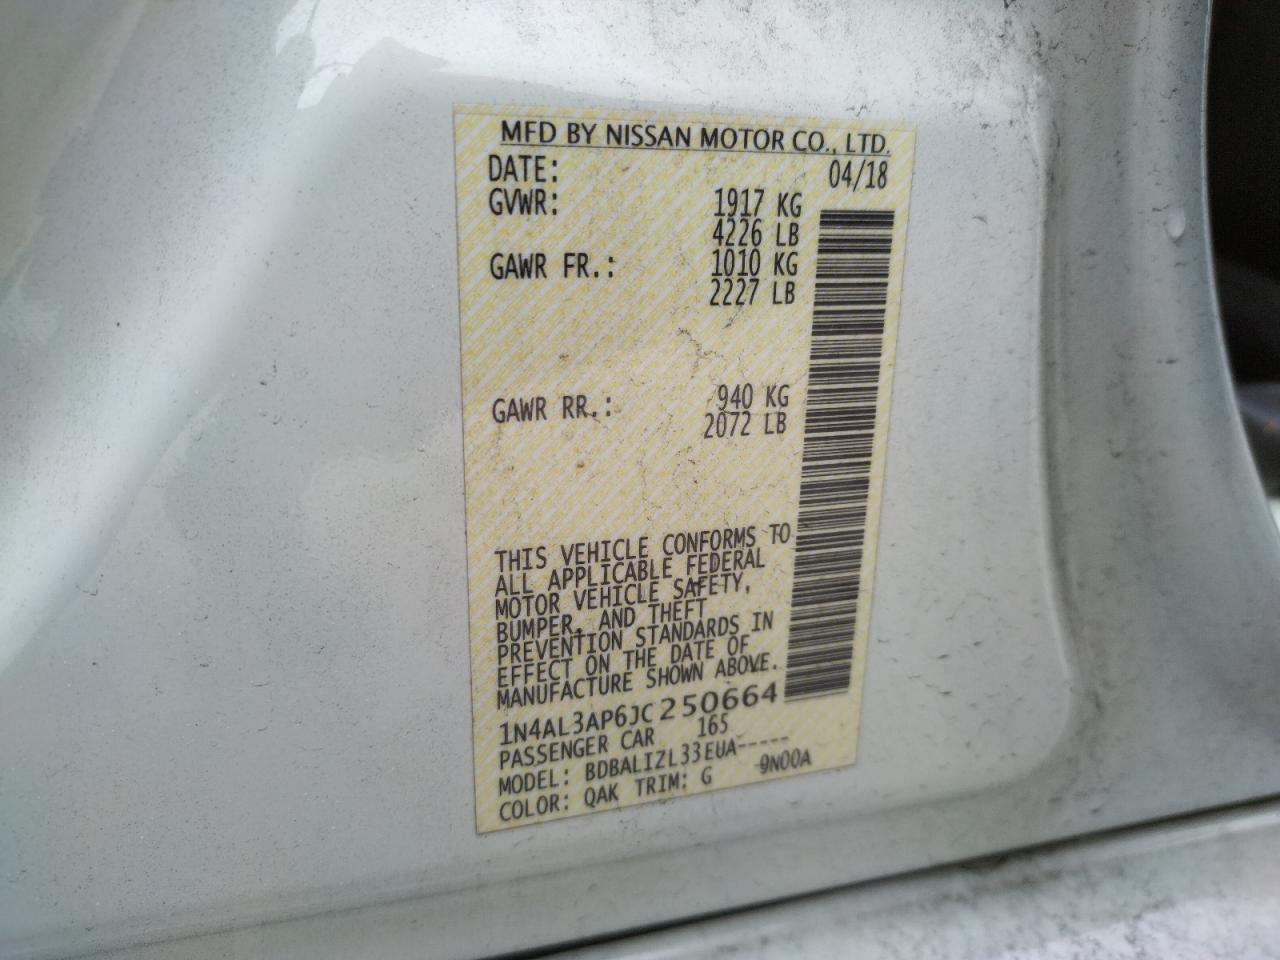 MFD BY NISSAN MOTOR CO., LTD.
DATE: 04/18
GVWR: 1917 KG
4226 LB
GAWR FR.: 1010 KG
2227 LB
GAWR RR.: 940 KG
2072 LB
THIS VEHICLE CONFORMS TO
ALL APPLICABLE FEDERAL
MOTOR VEHICLE SAFETY,
BUMPER, AND THEFT
PREVENTION STANDARDS IN
EFFECT ON THE DATE OF
MANUFACTURE SHOWN ABOVE.
1N4AL3AP6JC250664
PASSENGER CAR 165
MODEL: BDBALIZL33EUA-----
COLOR: QAK TRIM: G 9N00A